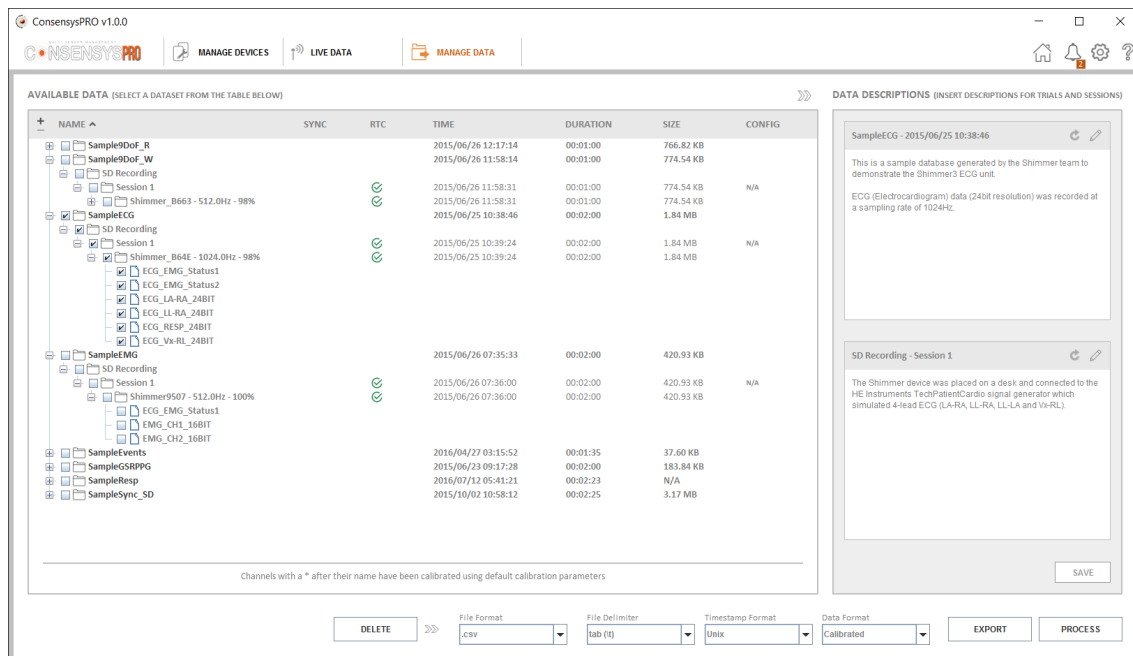 ConsensysPRO v1.0.0
CONSENSYSPRO
MANAGE DEVICES
LIVE DATA
MANAGE DATA
2
?
AVAILABLE DATA (SELECT A DATASET FROM THE TABLE BELOW)
DATA DESCRIPTIONS (INSERT DESCRIPTIONS FOR TRIALS AND SESSIONS)
NAME SYNC RTC TIME DURATION SIZE CONFIG
Sample9DoF_R 2015/06/26 12:17:14 00:01:00 766.82 KB
Sample9DoF_W 2015/06/26 11:58:14 00:01:00 774.54 KB
SD Recording
Session 1 2015/06/26 11:58:31 00:01:00 774.54 KB N/A
Shimmer_B663 - 512.0Hz - 98% 2015/06/26 11:58:31 00:01:00 774.54 KB
SampleECG 2015/06/25 10:38:46 00:02:00 1.84 MB
SD Recording
Session 1 2015/06/25 10:39:24 00:02:00 1.84 MB N/A
Shimmer_B64E - 1024.0Hz - 98% 2015/06/25 10:39:24 00:02:00 1.84 MB
ECG_EMG_Status1
ECG_EMG_Status2
ECG_LA-RA_24BIT
ECG_LL-RA_24BIT
ECG_RESP_24BIT
ECG_Vx-RL_24BIT
SampleEMG 2015/06/26 07:35:33 00:02:00 420.93 KB
SD Recording
Session 1 2015/06/26 07:36:00 00:02:00 420.93 KB N/A
Shimmer9507 - 512.0Hz - 100% 2015/06/26 07:36:00 00:02:00 420.93 KB
ECG_EMG_Status1
EMG_CH1_16BIT
EMG_CH2_16BIT
SampleEvents 2016/04/27 03:15:52 00:01:35 37.60 KB
SampleGSRPPG 2015/06/23 09:17:28 00:02:00 183.84 KB
SampleResp 2016/07/12 05:41:21 00:02:23 N/A
SampleSync_SD 2015/10/02 10:58:12 00:02:25 3.17 MB
Channels with a * after their name have been calibrated using default calibration parameters
SampleECG - 2015/06/25 10:38:46
This is a sample database generated by the Shimmer team to
demonstrate the Shimmer3 ECG unit.
ECG (Electrocardiogram) data (24bit resolution) was recorded at
a sampling rate of 1024Hz.
SD Recording - Session 1
The Shimmer device was placed on a desk and connected to the
HE Instruments TechPatientCardio signal generator which
simulated 4-lead ECG (LA-RA, LL-RA, LL-LA and Vx-RL).
SAVE
File Format File Delimiter Timestamp Format Data Format
DELETE .csv tab (\t) Unix Calibrated EXPORT PROCESS